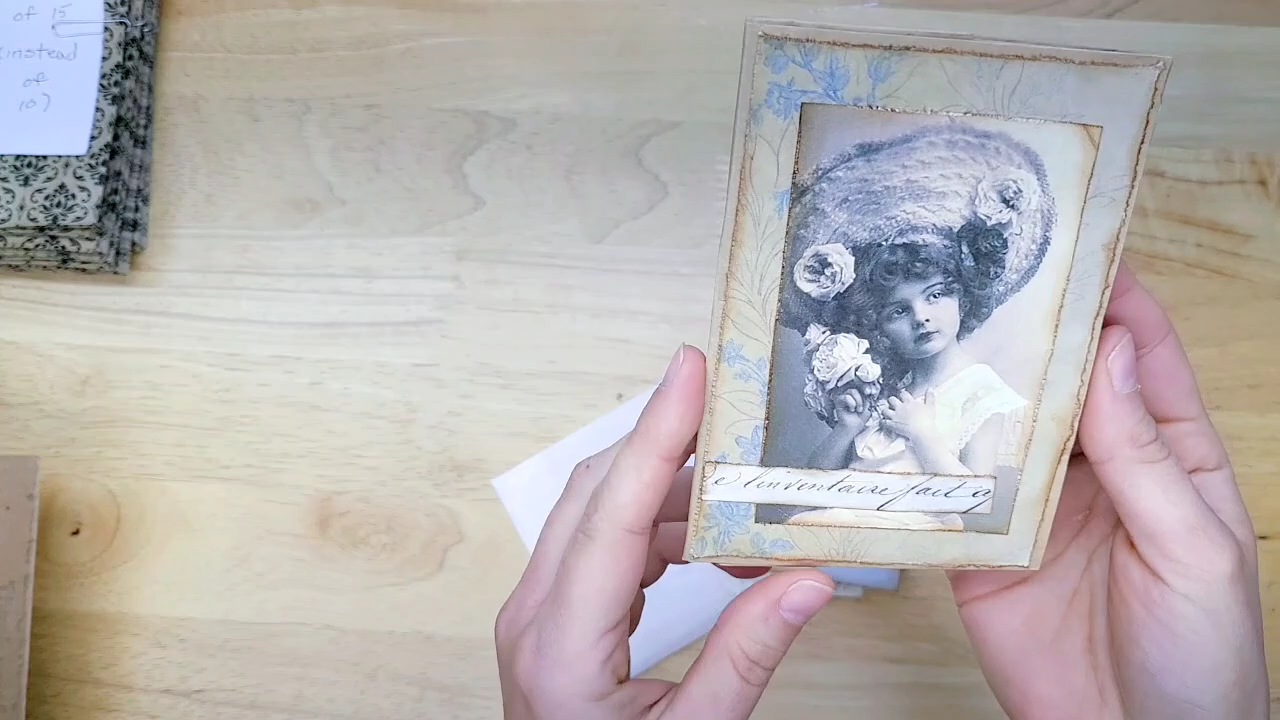 of 15
(instead
of
10)
e l'inventaire fait q